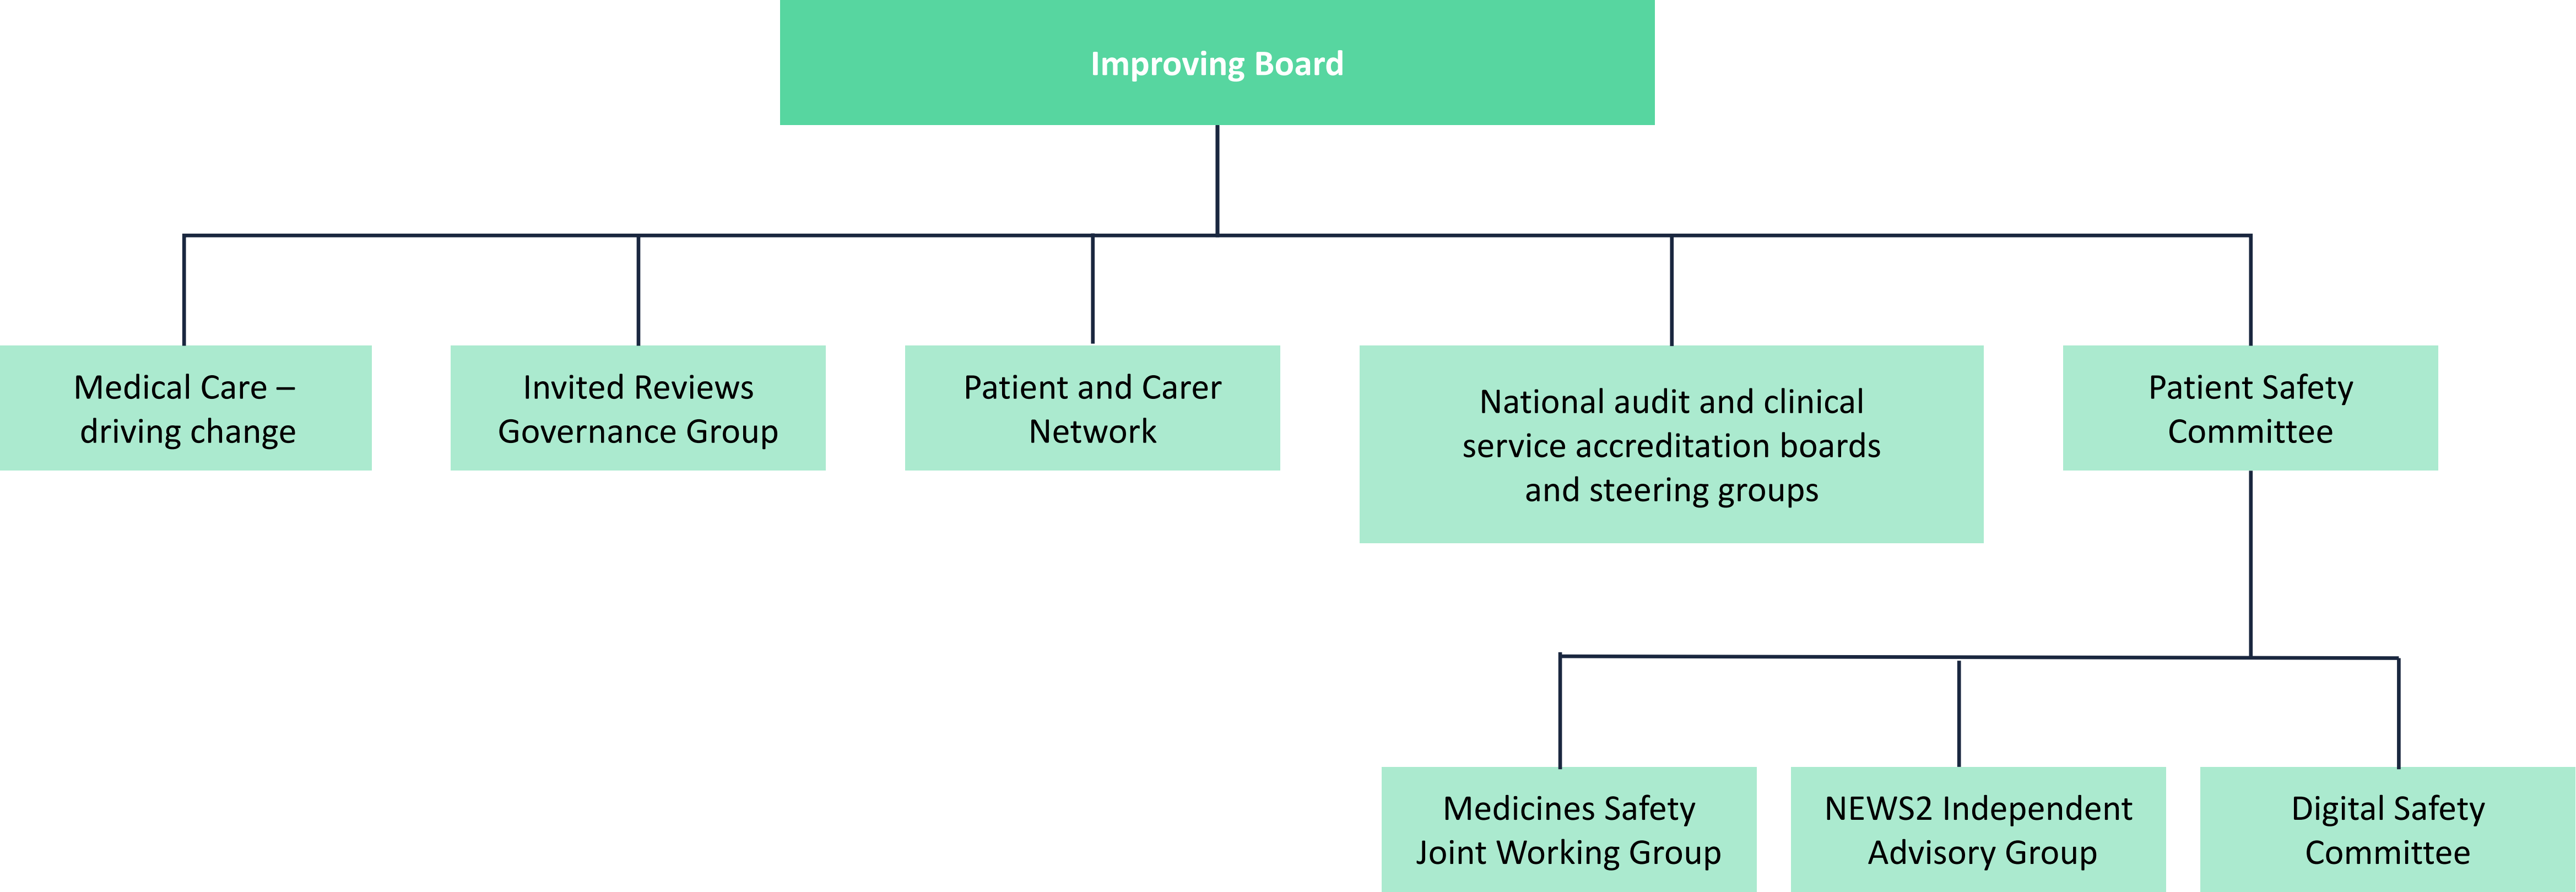 Improving Board
Medical Care –
driving change
Invited Reviews
Governance Group
Patient and Carer
Network
National audit and clinical
service accreditation boards
and steering groups
Patient Safety
Committee
Medicines Safety
Joint Working Group
NEWS2 Independent
Advisory Group
Digital Safety
Committee